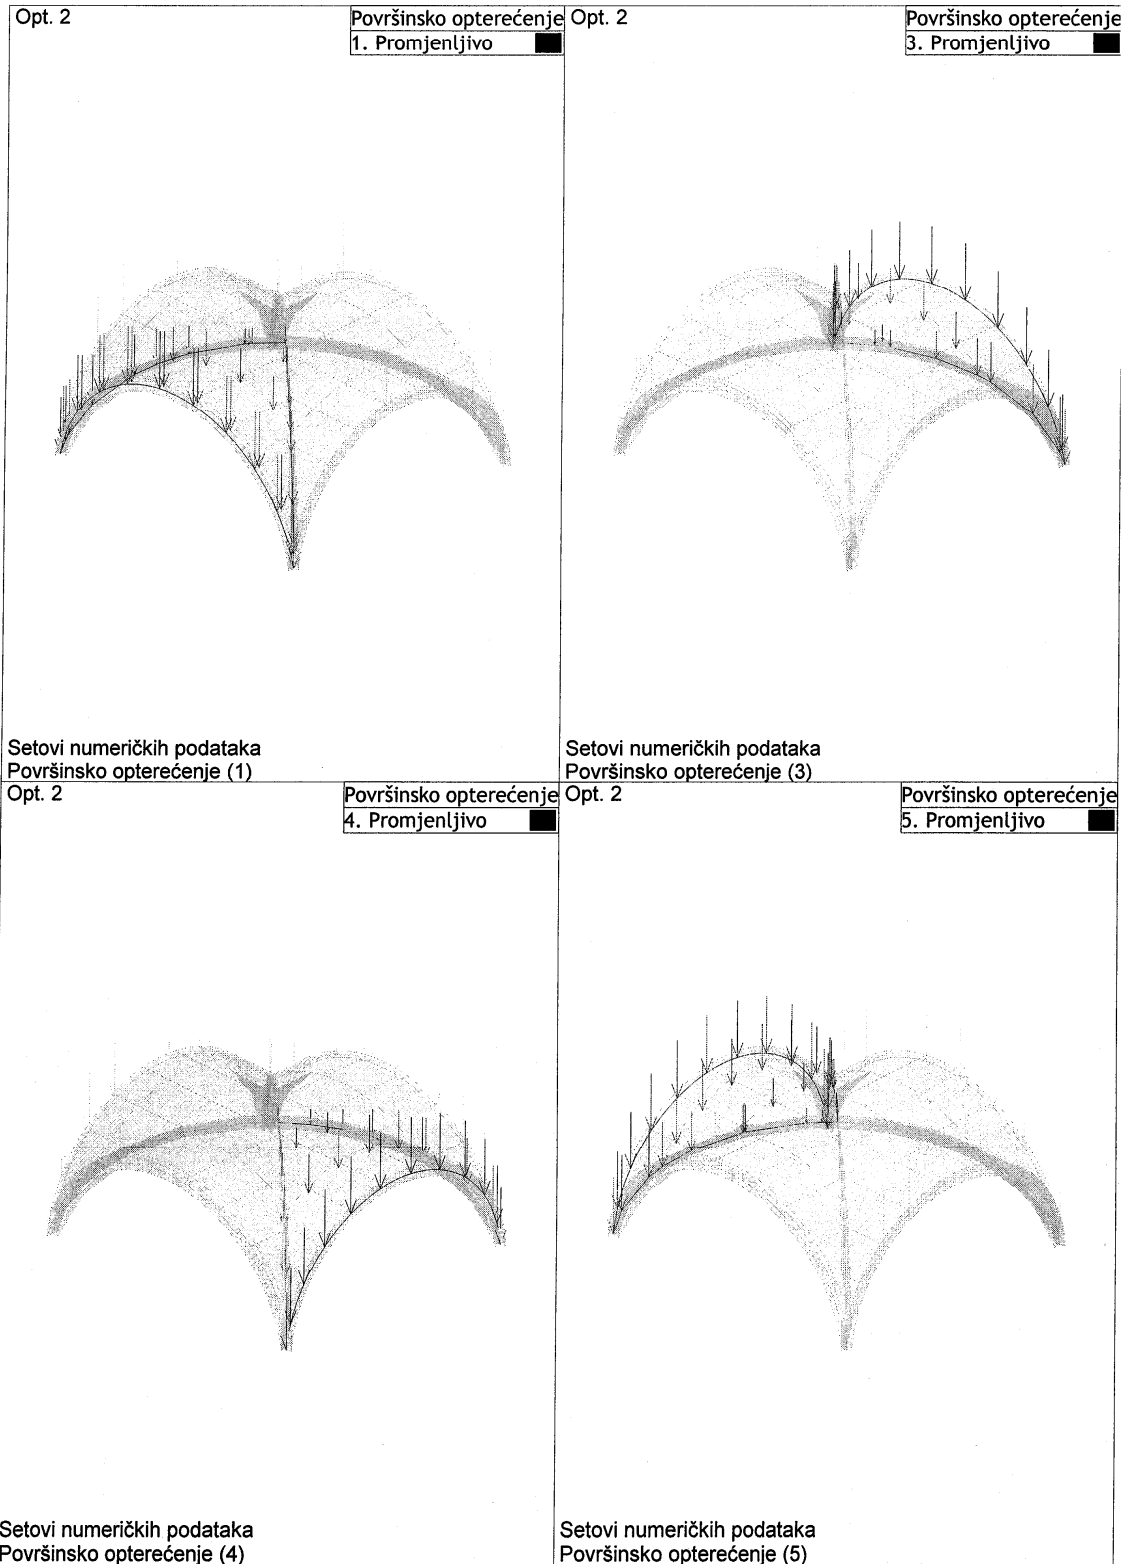 Opt. 2
Površinsko opterećenje
1. Promjenljivo
Setovi numeričkih podataka
Površinsko opterećenje (1)
Opt. 2
Površinsko opterećenje
3. Promjenljivo
Setovi numeričkih podataka
Površinsko opterećenje (3)
Opt. 2
Površinsko opterećenje
4. Promjenljivo
Setovi numeričkih podataka
Površinsko opterećenje (4)
Opt. 2
Površinsko opterećenje
5. Promjenljivo
Setovi numeričkih podataka
Površinsko opterećenje (5)